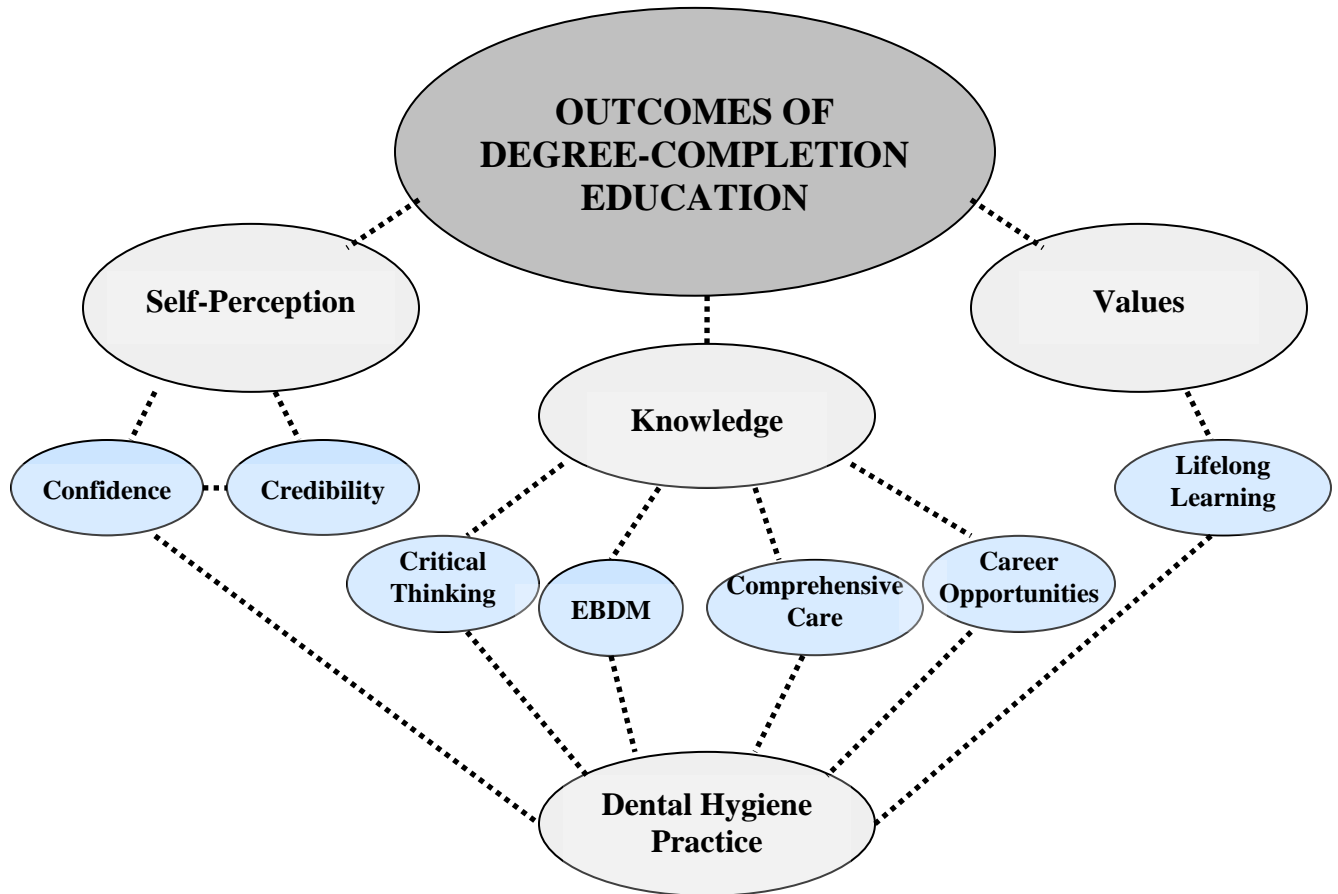 OUTCOMES OF
DEGREE-COMPLETION
EDUCATION
Self-Perception
Values
Knowledge
Confidence
Credibility
Lifelong
Learning
Critical
Thinking
EBDM
Comprehensive
Care
Career
Opportunities
Dental Hygiene
Practice